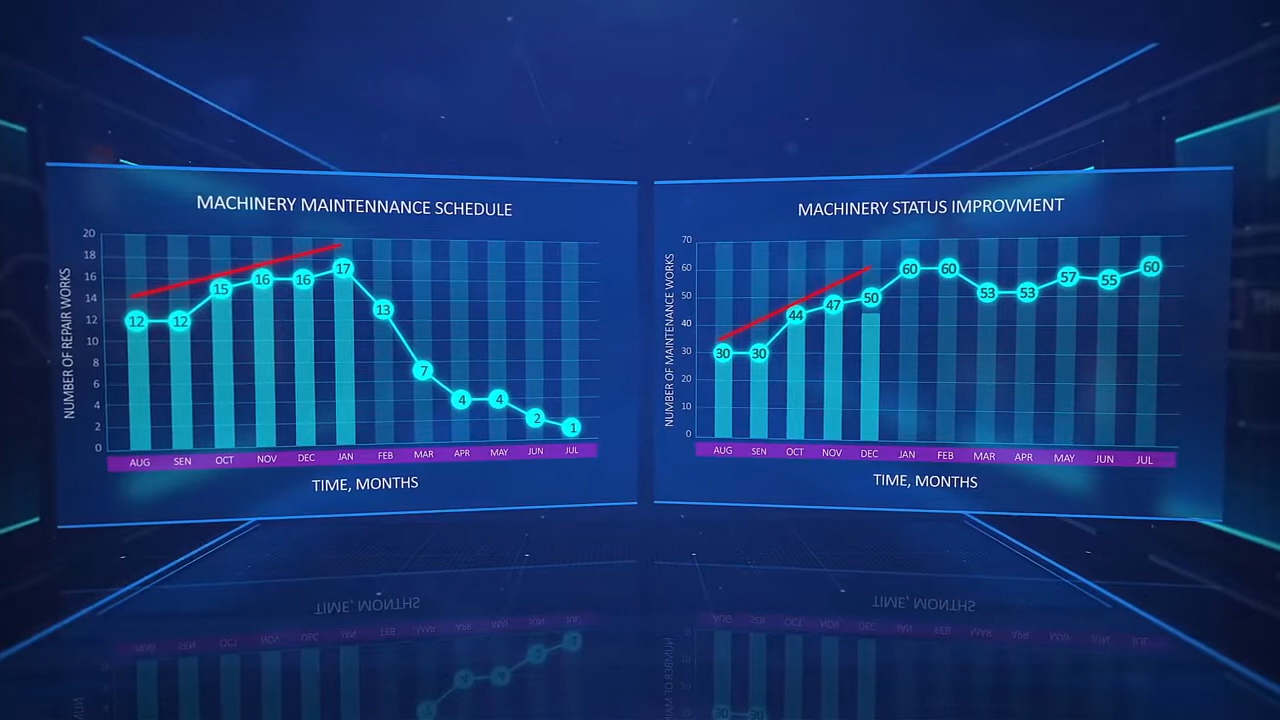 MACHINERY MAINTENNANCE SCHEDULE
NUMBER OF REPAIR WORKS
20
18
16
14
12
10
8
6
4
2
0
12 12 15 16 16 17 13 7 4 4 2 1
AUG SEN OCT NOV DEC JAN FEB MAR APR MAY JUN JUL
TIME, MONTHS
MACHINERY STATUS IMPROVMENT
NUMBER OF MAINTENANCE WORKS
70
60
50
40
30
20
10
0
30 30 44 47 50 60 60 53 53 57 55 60
AUG SEN OCT NOV DEC JAN FEB MAR APR MAY JUN JUL
TIME, MONTHS